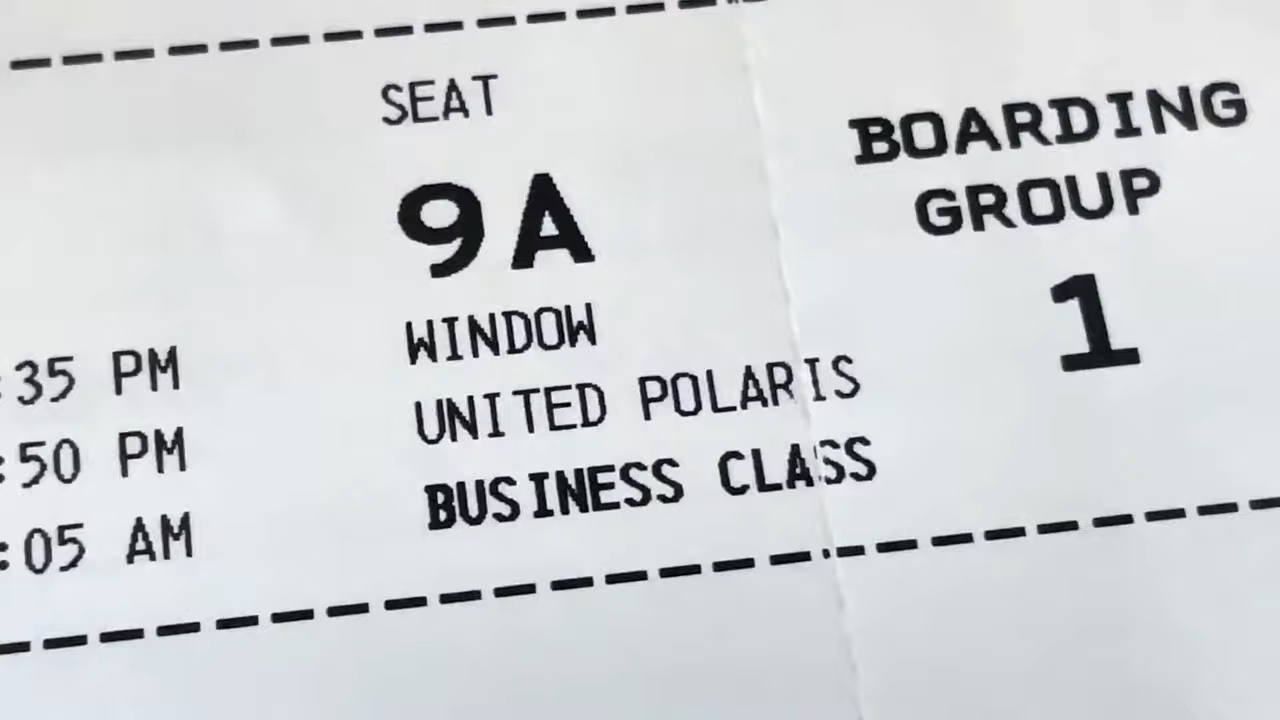 SEAT
9A
WINDOW
UNITED POLARIS
BUSINESS CLASS
BOARDING
GROUP
1
:35 PM
:50 PM
:05 AM